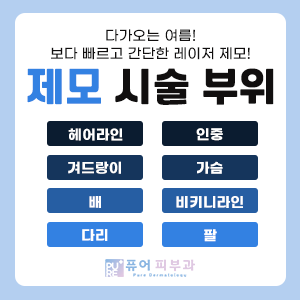 다가오는 여름!
보다 빠르고 간단한 레이저 제모!
제모 시술 부위
헤어라인 인중
겨드랑이 가슴
배 비키니라인
다리 팔
PU RE 퓨어 피부과
Pure Dermatology